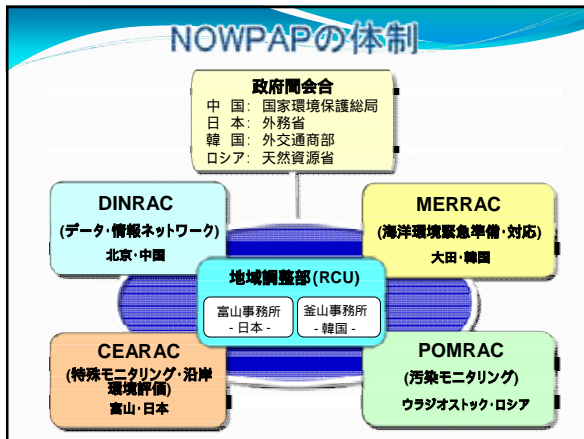 NOWPAPの体制
政府間会合
中　国： 国家環境保護総局
日　本： 外務省
韓　国： 外交通商部
ロシア： 天然資源省
DINRAC
(データ・情報ネットワーク)
北京・中国
MERRAC
(海洋環境緊急準備・対応)
大田・韓国
地域調整部(RCU)
富山事務所
- 日本 -
釜山事務所
- 韓国 -
CEARAC
(特殊モニタリング・沿岸
環境評価)
富山・日本
POMRAC
(汚染モニタリング)
ウラジオストック・ロシア